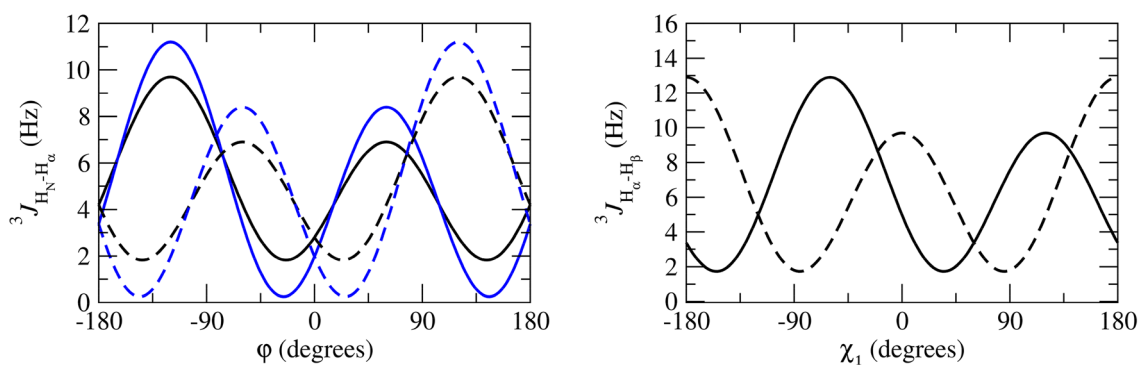 12
10
8
6
4
2
0
³J_{H_N-H_α} (Hz)
-180 -90 0 90 180
φ (degrees)
16
14
12
10
8
6
4
2
0
³J_{H_α-H_β} (Hz)
-180 -90 0 90 180
χ₁ (degrees)